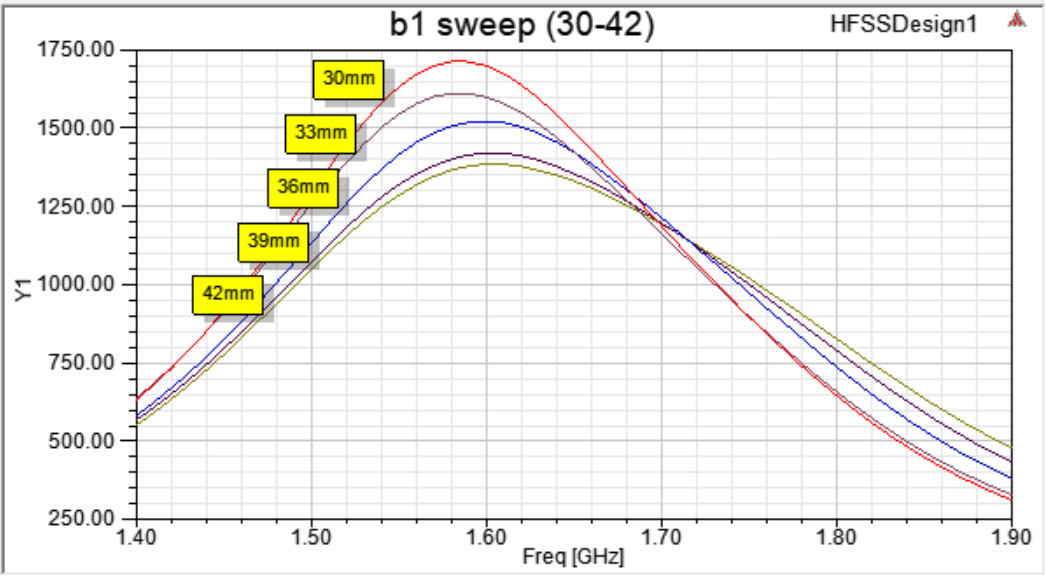 b1 sweep (30-42)
HFSSDesign1
1750.00
1500.00
1250.00
1000.00
750.00
500.00
250.00
Y1
30mm
33mm
36mm
39mm
42mm
1.40
1.50
1.60
1.70
1.80
1.90
Freq [GHz]